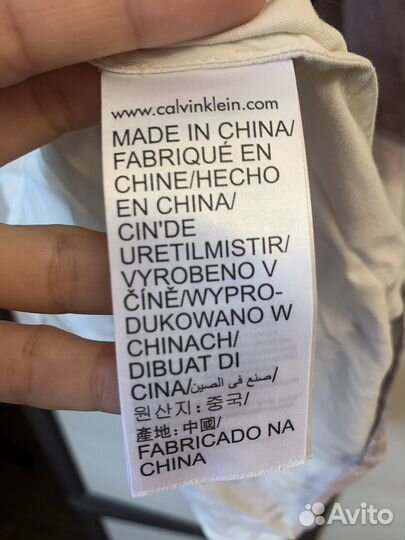 www.calvinklein.com
MADE IN CHINA/
FABRIQUÉ EN
CHINE/HECHO
EN CHINA/
CIN'DE
URETILMISTIR/
VYROBENO V
ČÍNĚ/WYPRO-
DUKOWANO W
CHINACH/
DIBUAT DI
CINA/صنع في الصين/
원산지: 중국/
產地: 中國/
FABRICADO NA
CHINA
Avito